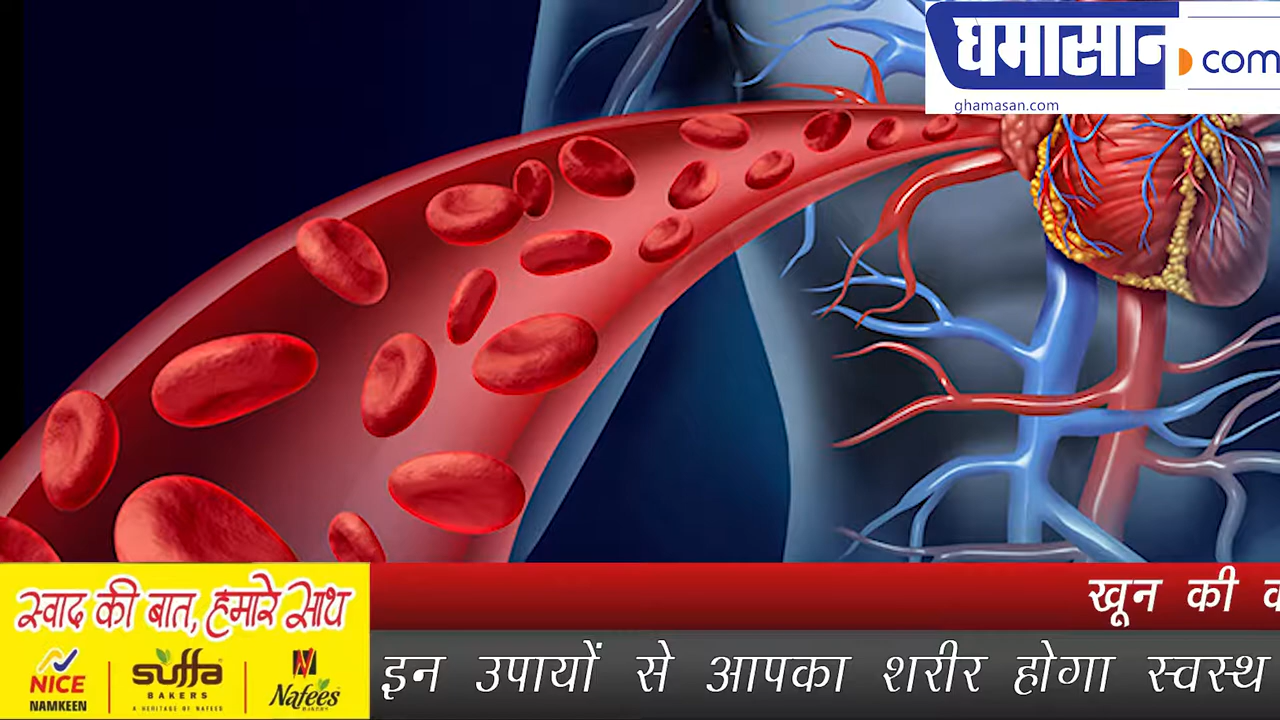 घमासान.com
ghamasan.com
खून की
स्वाद की बात, हमारे साथ
NICE
NAMKEEN
suffa
BAKERS
A HERITAGE OF NAFEES
Nafees
इन उपायों से आपका शरीर होगा स्वस्थ